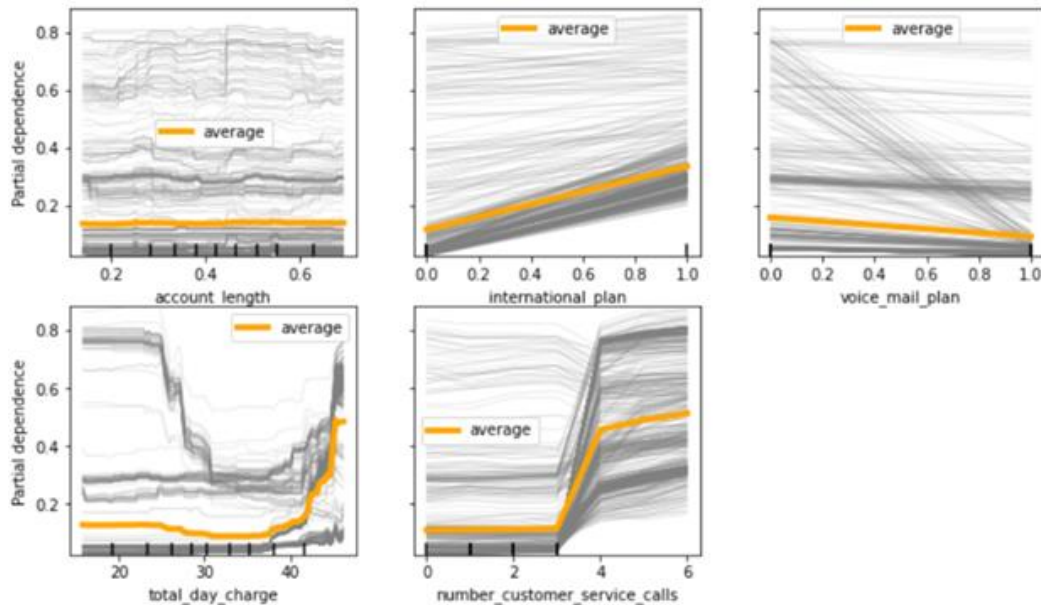 0.8
0.6
0.4
0.2
Partial dependence
average
0.2 0.4 0.6
account_length
average
0.0 0.2 0.4 0.6 0.8 1.0
international_plan
average
0.0 0.2 0.4 0.6 0.8 1.0
voice_mail_plan
0.8
0.6
0.4
0.2
Partial dependence
average
20 30 40
total_day_charge
average
0 2 4 6
number_customer_service_calls